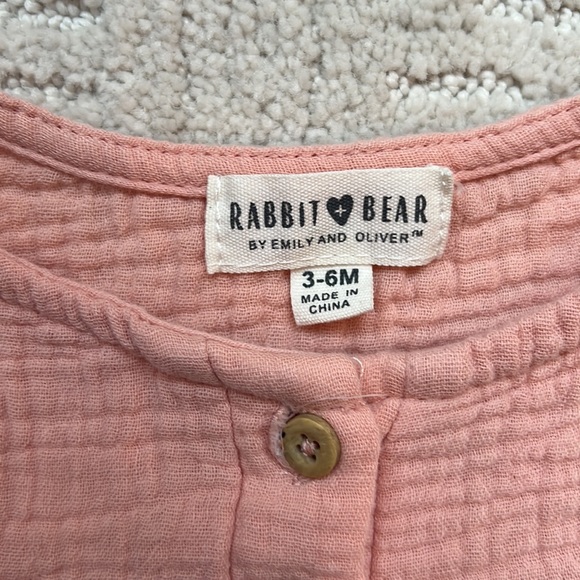 RABBIT + BEAR
BY EMILY AND OLIVER™
3-6M
MADE IN
CHINA